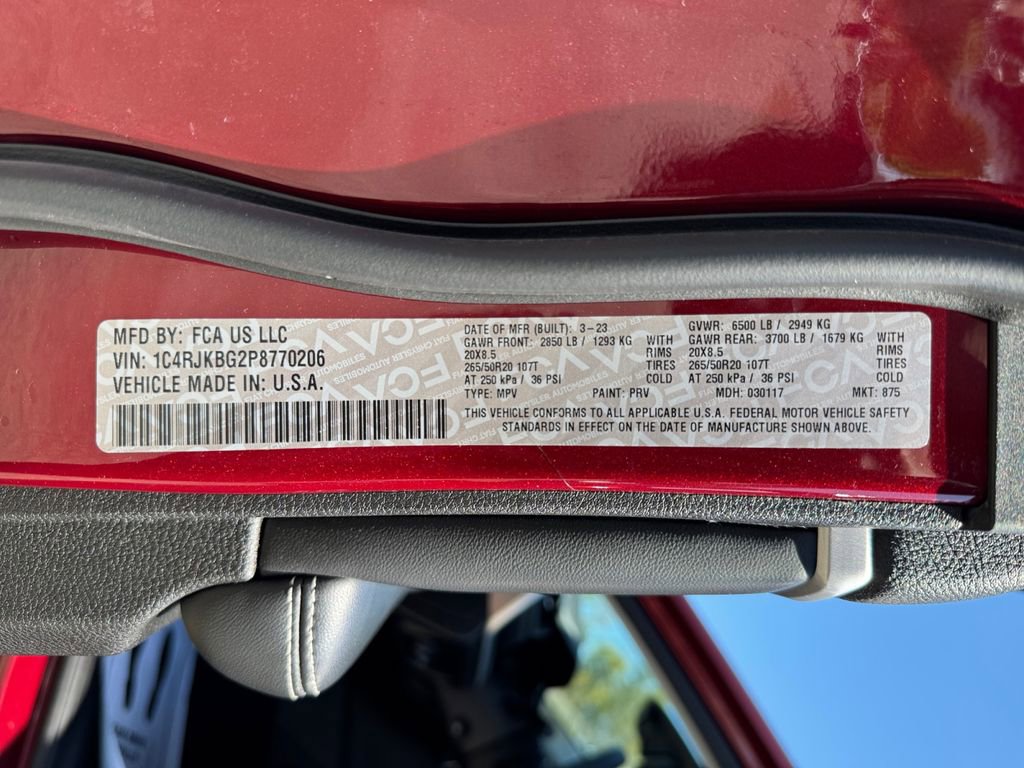 MFD BY: FCA US LLC
VIN: 1C4RJKBG2P8770206
VEHICLE MADE IN: U.S.A.
DATE OF MFR (BUILT): 3-23
GVWR: 6500 LB / 2949 KG
GAWR FRONT: 2850 LB / 1293 KG WITH
20X8.5 RIMS
265/50R20 107T TIRES
AT 250 kPa / 36 PSI COLD
GAWR REAR: 3700 LB / 1679 KG WITH
20X8.5 RIMS
265/50R20 107T TIRES
AT 250 kPa / 36 PSI COLD
TYPE: MPV PAINT: PRV MDH: 030117 MKT: 875
THIS VEHICLE CONFORMS TO ALL APPLICABLE U.S.A. FEDERAL MOTOR VEHICLE SAFETY
STANDARDS IN EFFECT ON THE DATE OF MANUFACTURE SHOWN ABOVE.